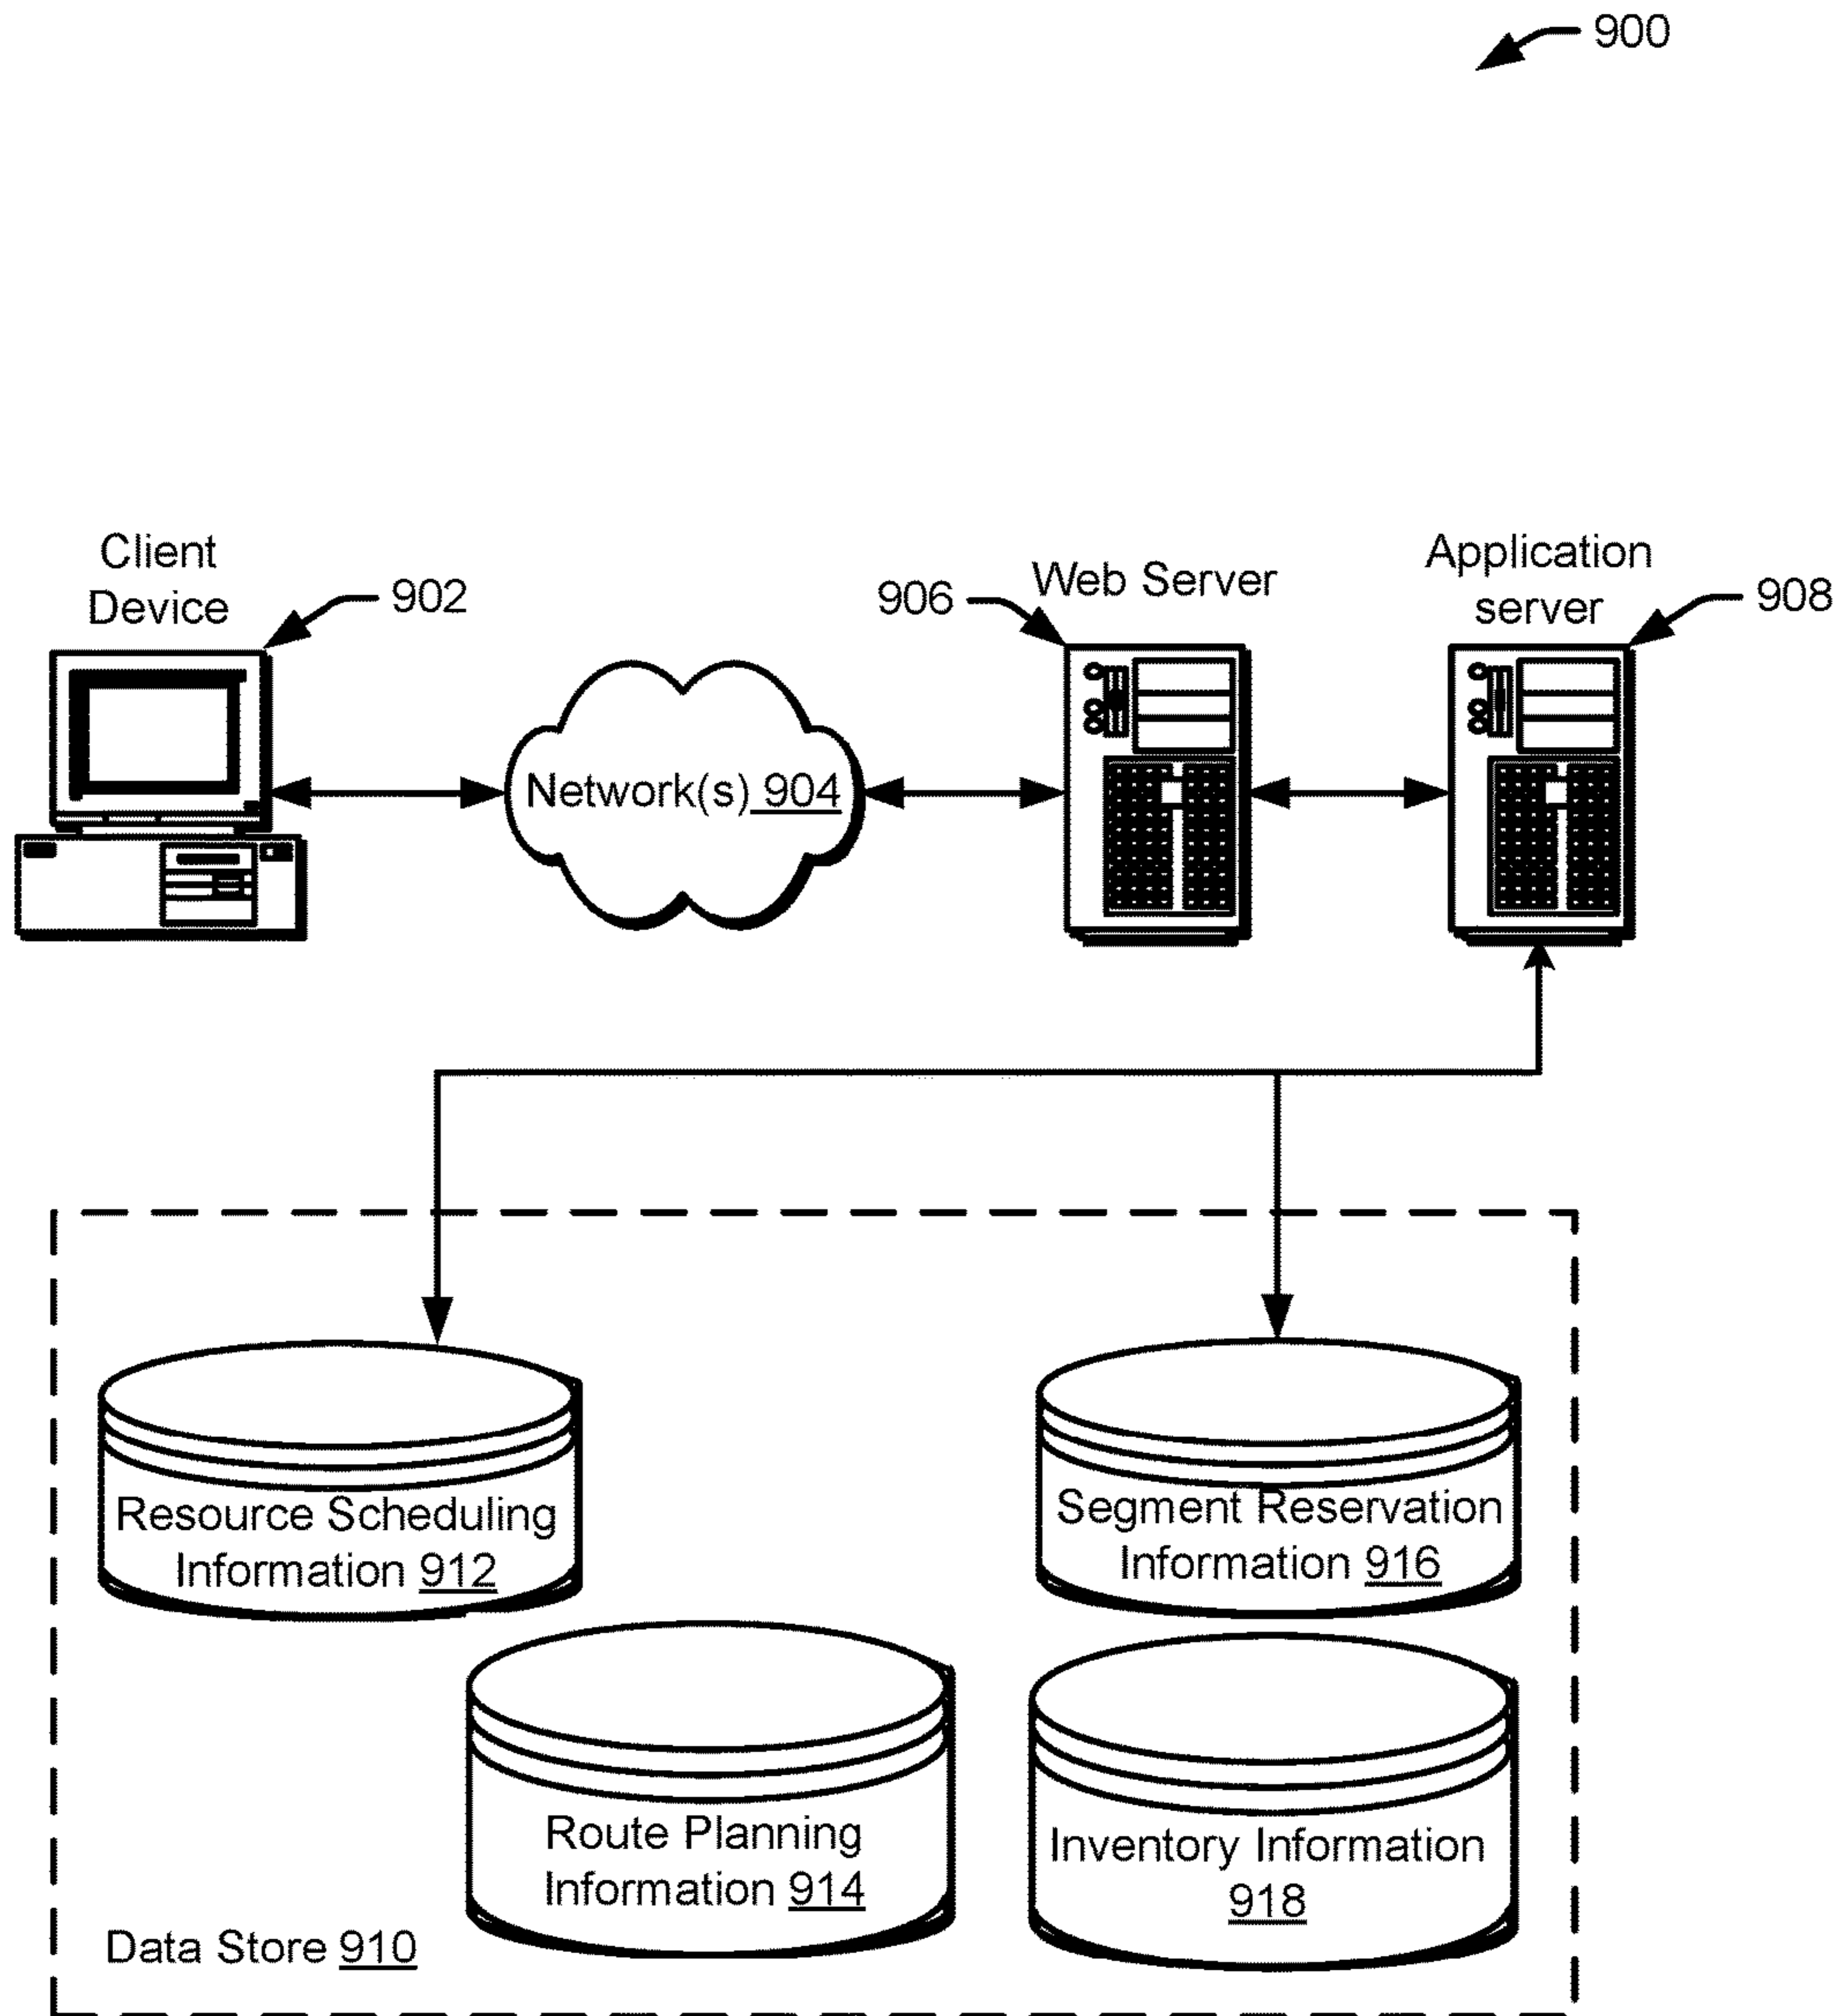 900
Client
Device
902
906
Web Server
Application
server
908
Network(s) 904
Resource Scheduling
Information 912
Segment Reservation
Information 916
Route Planning
Information 914
Inventory Information
918
Data Store 910